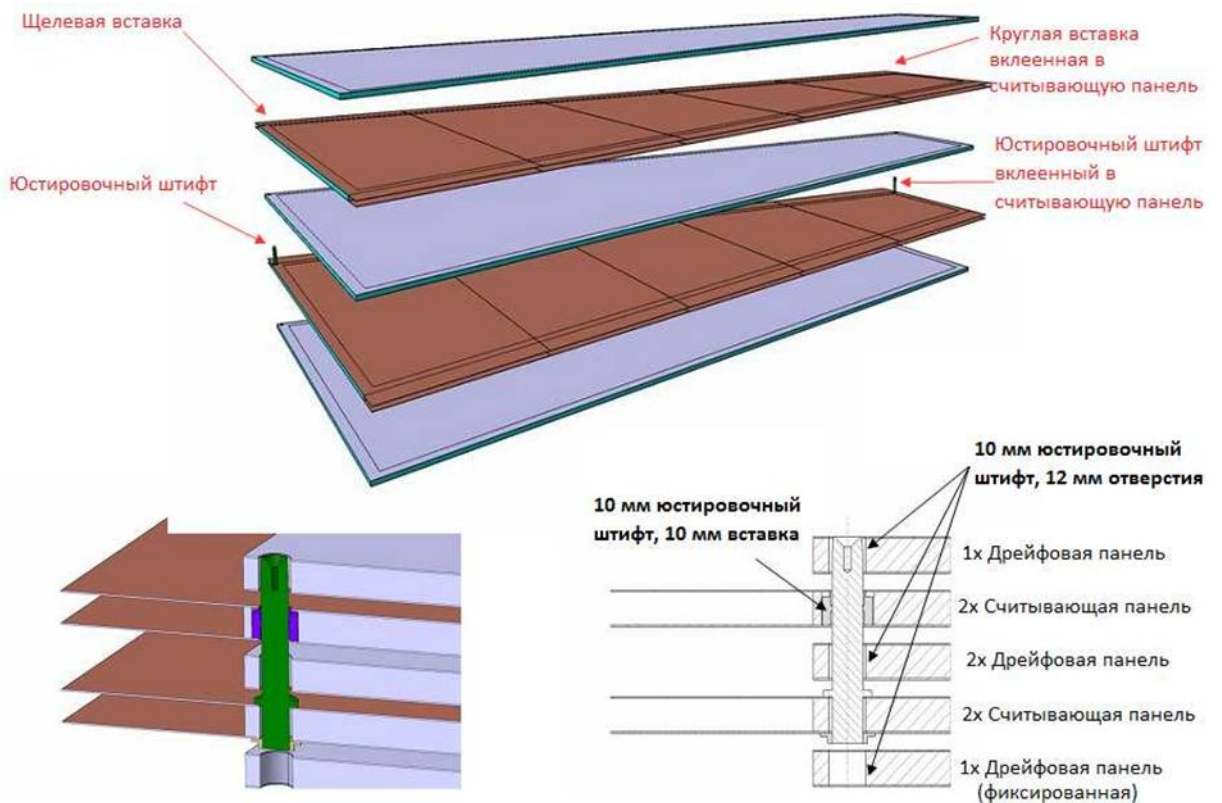 Щелевая вставка
Круглая вставка
вклеенная в
считывающую панель
Юстировочный штифт
вклеенный в
считывающую панель
Юстировочный штифт
10 мм юстировочный
штифт, 12 мм отверстия
10 мм юстировочный
штифт, 10 мм вставка
1x Дрейфовая панель
2x Считывающая панель
2x Дрейфовая панель
2x Считывающая панель
1x Дрейфовая панель
(фиксированная)